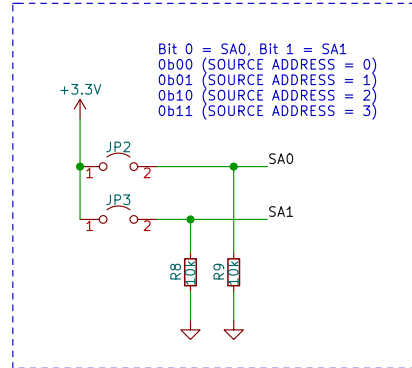 Bit 0 = SA0, Bit 1 = SA1
0b00 (SOURCE ADDRESS = 0)
0b01 (SOURCE ADDRESS = 1)
0b10 (SOURCE ADDRESS = 2)
0b11 (SOURCE ADDRESS = 3)
+3.3V
JP2
1 2
SA0
JP3
1 2
SA1
R8 10k R9 10k